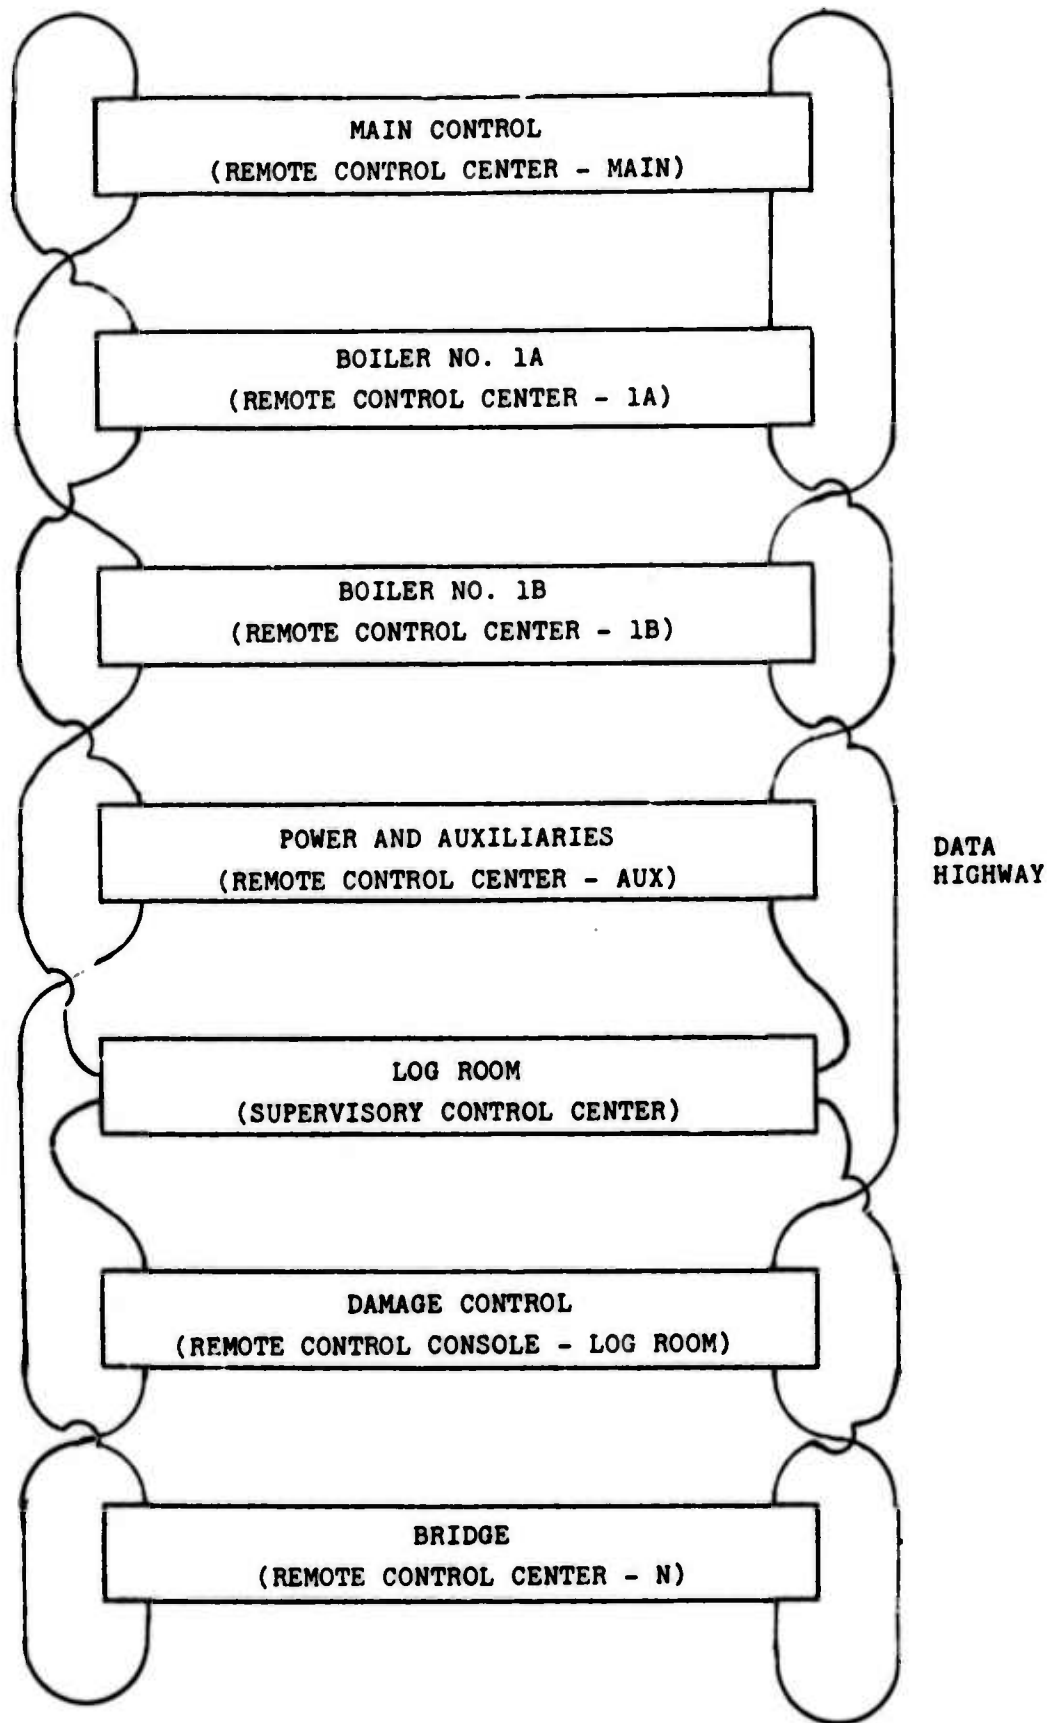 MAIN CONTROL
(REMOTE CONTROL CENTER - MAIN)
BOILER NO. 1A
(REMOTE CONTROL CENTER - 1A)
BOILER NO. 1B
(REMOTE CONTROL CENTER - 1B)
POWER AND AUXILIARIES
(REMOTE CONTROL CENTER - AUX)
DATA
HIGHWAY
LOG ROOM
(SUPERVISORY CONTROL CENTER)
DAMAGE CONTROL
(REMOTE CONTROL CONSOLE - LOG ROOM)
BRIDGE
(REMOTE CONTROL CENTER - N)